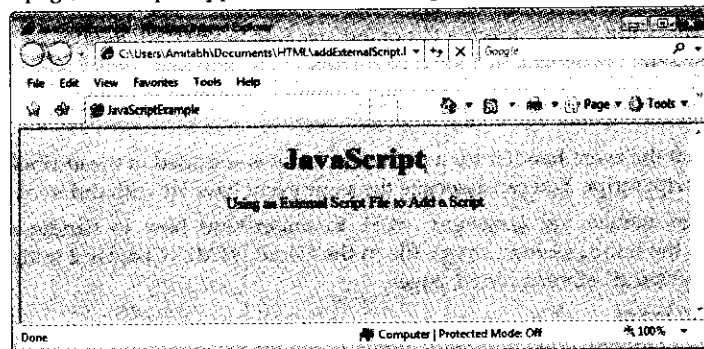 C:\Users\Amitabh\Documents\HTML\addExternalScript.l
Google
File Edit View Favorites Tools Help
JavaScriptExample
Page Tools
JavaScript
Using an External Script File to Add a Script
Done
Computer | Protected Mode: Off
100%